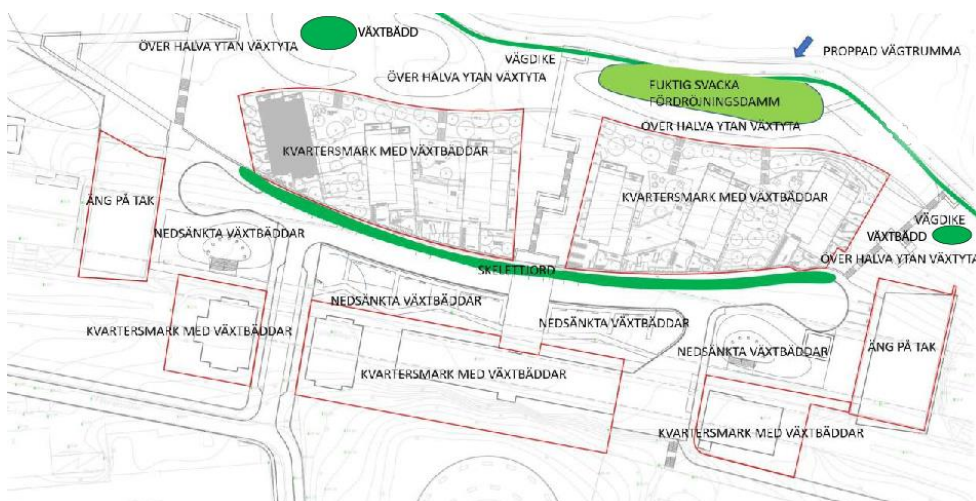 VÄXTBÄDD
ÖVER HALVA YTAN VÄXTYTA
PROPPAD VÄGTRUMMA
VÄGDIKE
ÖVER HALVA YTAN VÄXTYTA
FUKTIG SVACKA
FÖRDRÖJNINGSDAMM
ÖVER HALVA YTAN VÄXTYTA
KVARTERSMARK MED VÄXTBÄDDAR
KVARTERSMARK MED VÄXTBÄDDAR
ÄNG PÅ TAK
VÄGDIKE
NEDSÄNKTA VÄXTBÄDDAR
VÄXTBÄDD
ÖVER HALVA YTAN VÄXTYTA
SKELETTJORD
NEDSÄNKTA VÄXTBÄDDAR
NEDSÄNKTA VÄXTBÄDDAR
KVARTERSMARK MED VÄXTBÄDDAR
ÄNG PÅ TAK
NEDSÄNKTA VÄXTBÄDDAR
KVARTERSMARK MED VÄXTBÄDDAR
KVARTERSMARK MED VÄXTBÄDDAR